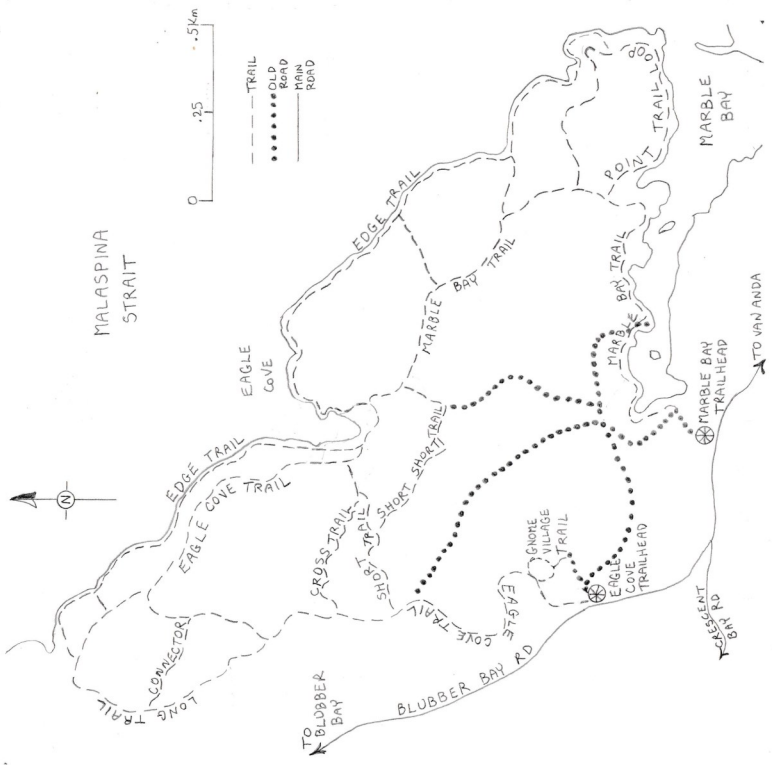 MALASPINA
STRAIT
0
.25
.5 Km
TRAIL
OLD
ROAD
MAIN
ROAD
N
EAGLE
COVE
EDGE TRAIL
EDGE TRAIL
EAGLE COVE TRAIL
MARBLE
BAY TRAIL
POINT TRAIL
MARBLE
BAY
MARBLE BAY TRAIL
SHORT SHORT TRAIL
CROSS TRAIL
SHORT TRAIL
CONNECTOR
LONG
TRAIL
EAGLE
COVE TRAIL
GNOME
VILLAGE
TRAIL
EAGLE
COVE
TRAILHEAD
MARBLE BAY
TRAILHEAD
TO VAN ANDA
CRESCENT
BAY RD
BLUBBER BAY RD
TO
BLUBBER
BAY